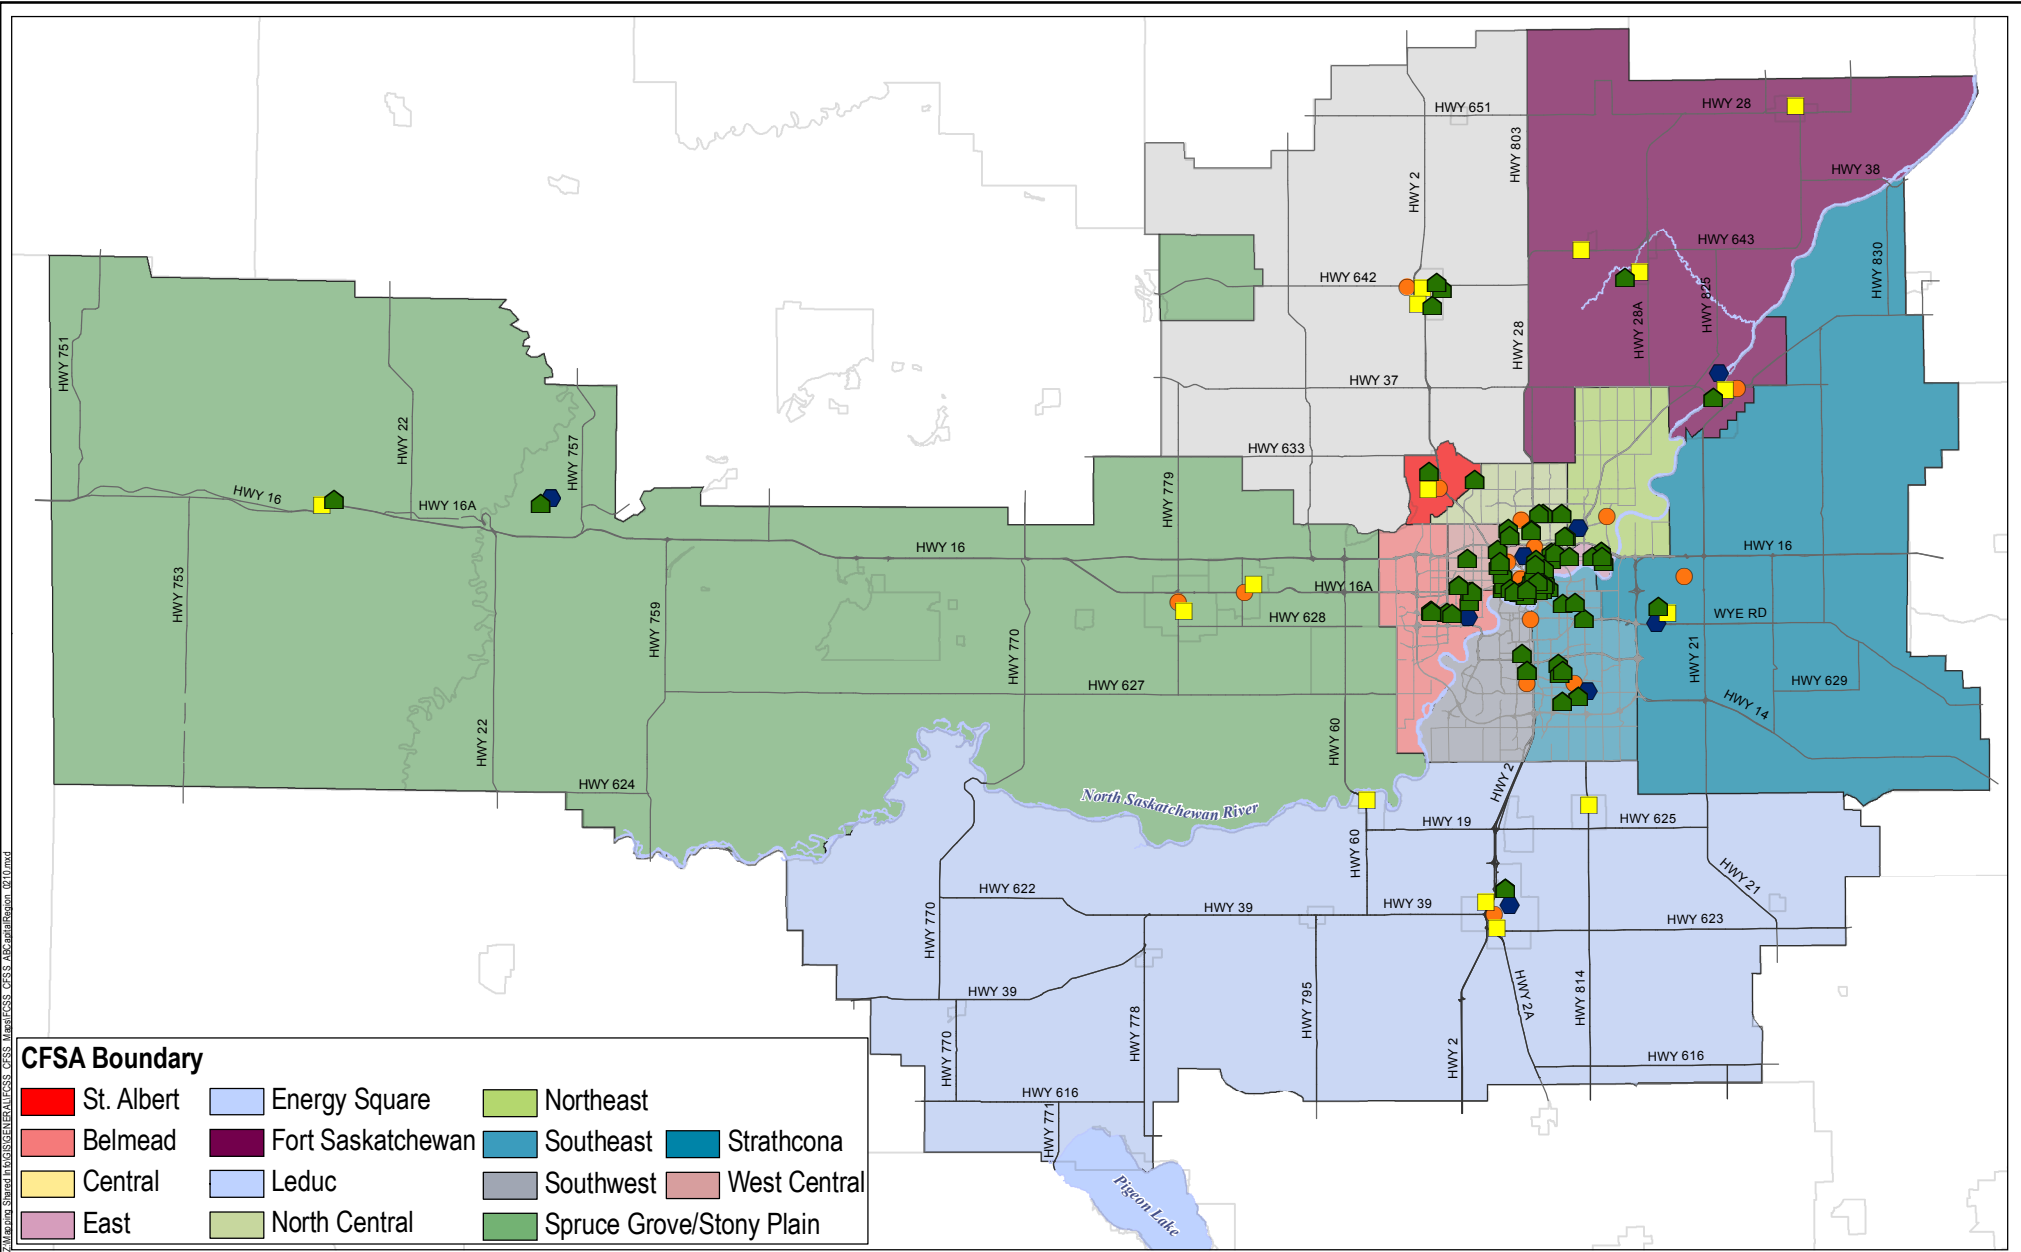 HWY 651
HWY 28
HWY 803
HWY 38
HWY 2
HWY 643
HWY 830
HWY 642
HWY 825
HWY 28A
HWY 28
HWY 751
HWY 37
HWY 22
HWY 757
HWY 633
HWY 779
HWY 16
HWY 16A
HWY 16
HWY 16
HWY 753
HWY 759
HWY 16A
HWY 628
WYE RD
HWY 770
HWY 21
HWY 627
HWY 629
HWY 14
HWY 22
HWY 60
HWY 624
HWY 2
North Saskatchewan River
HWY 19
HWY 625
HWY 60
HWY 21
HWY 622
HWY 39
HWY 39
HWY 623
HWY 770
HWY 39
HWY 778
HWY 795
HWY 2A
HWY 814
HWY 770
HWY 2
HWY 616
HWY 616
HWY 771
Pigeon Lake
CFSA Boundary
St. Albert
Energy Square
Northeast
Belmead
Fort Saskatchewan
Southeast
Strathcona
Central
Leduc
Southwest
West Central
East
North Central
Spruce Grove/Stony Plain